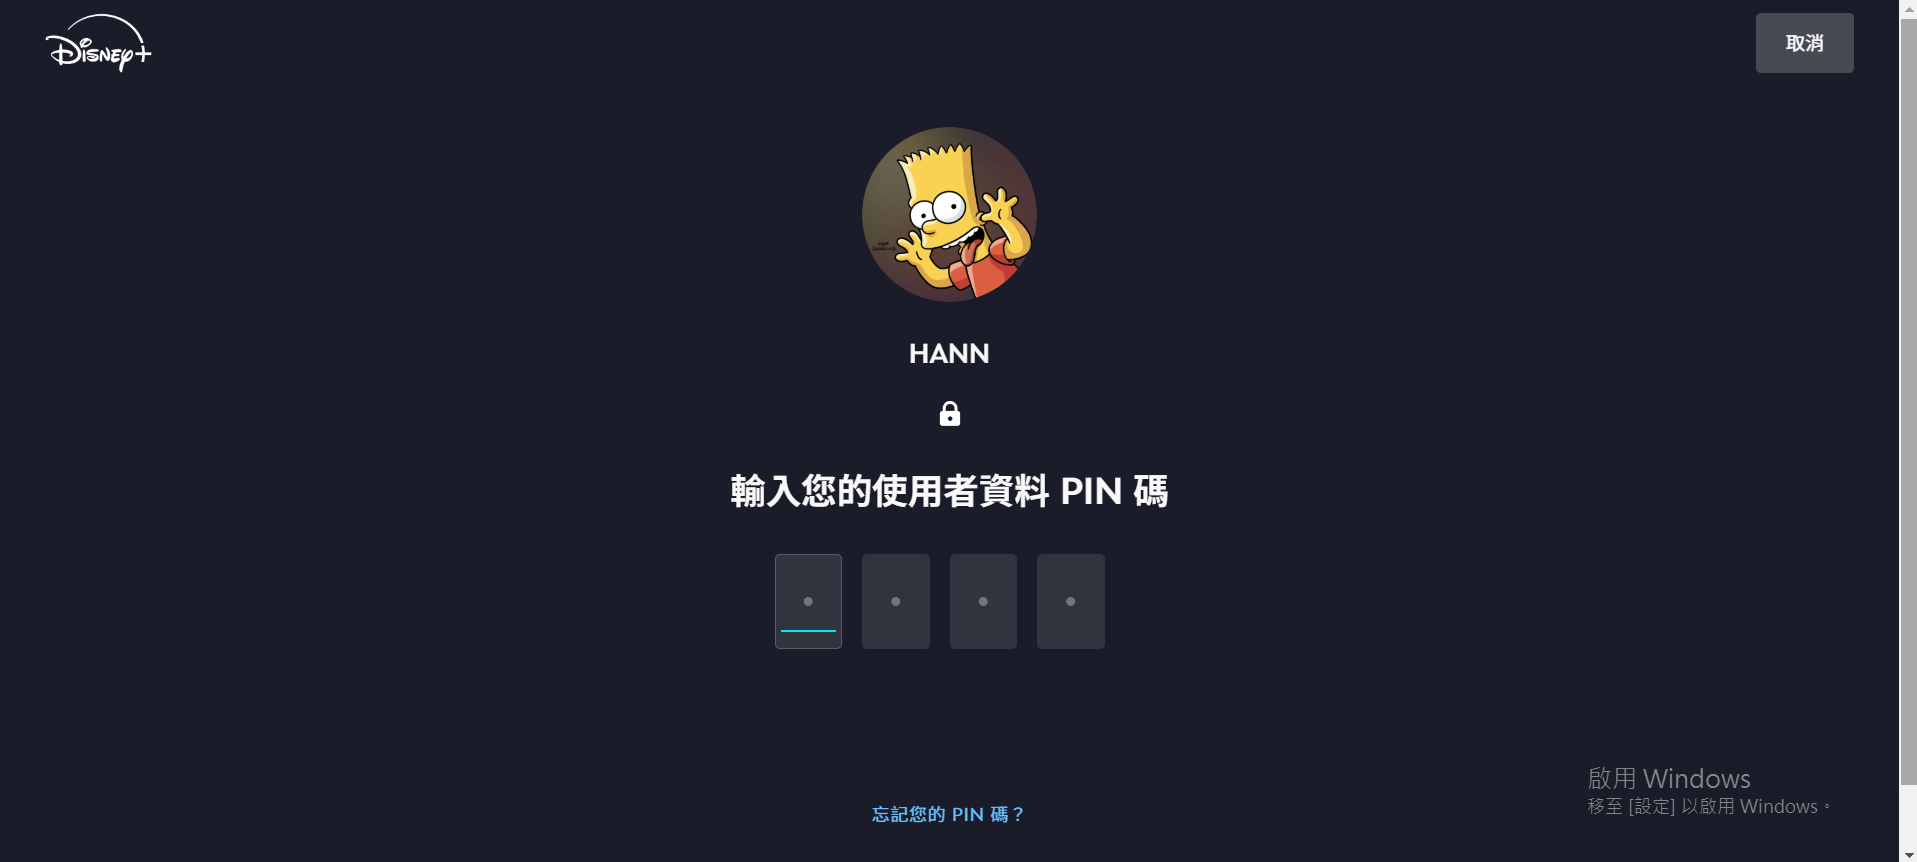 Disney+
取消
HANN
輸入您的使用者資料 PIN 碼
忘記您的 PIN 碼？
啟用 Windows
移至 [設定] 以啟用 Windows。